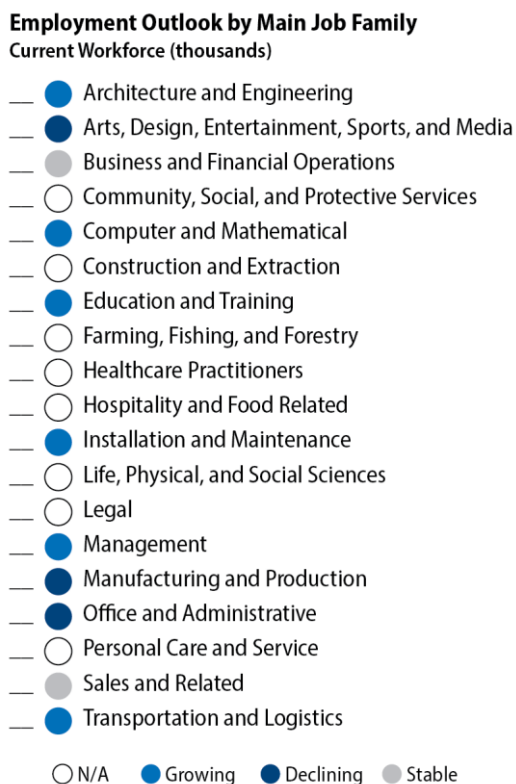 Employment Outlook by Main Job Family
Current Workforce (thousands)
__ Architecture and Engineering
__ Arts, Design, Entertainment, Sports, and Media
__ Business and Financial Operations
__ Community, Social, and Protective Services
__ Computer and Mathematical
__ Construction and Extraction
__ Education and Training
__ Farming, Fishing, and Forestry
__ Healthcare Practitioners
__ Hospitality and Food Related
__ Installation and Maintenance
__ Life, Physical, and Social Sciences
__ Legal
__ Management
__ Manufacturing and Production
__ Office and Administrative
__ Personal Care and Service
__ Sales and Related
__ Transportation and Logistics
N/A Growing Declining Stable